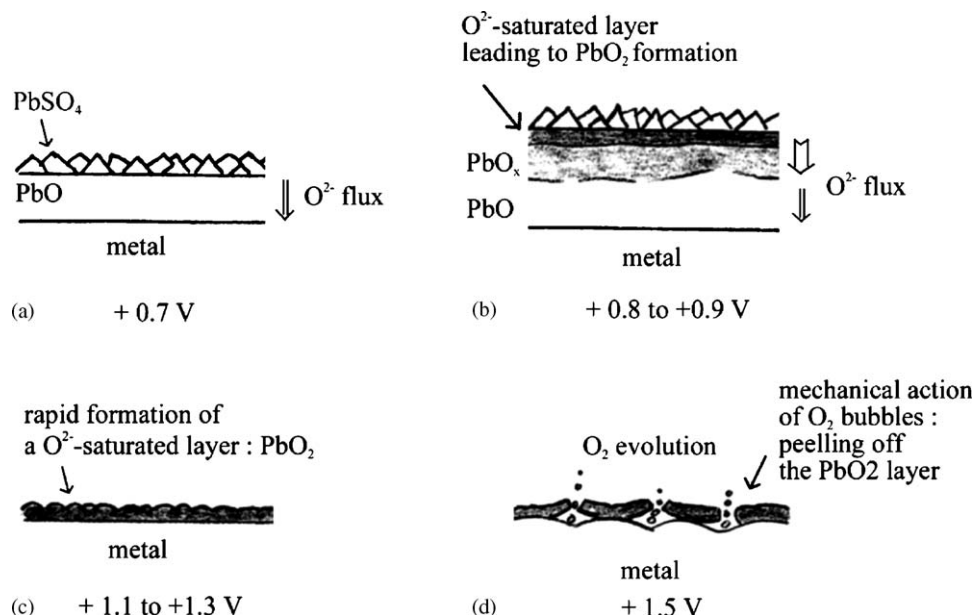 PbSO₄
PbO
O²⁻ flux
metal
(a) + 0.7 V
O²⁻-saturated layer
leading to PbO₂ formation
PbOₓ
O²⁻ flux
PbO
metal
(b) + 0.8 to +0.9 V
rapid formation of
a O²⁻-saturated layer : PbO₂
metal
(c) + 1.1 to +1.3 V
mechanical action
of O₂ bubbles :
peelling off
the PbO2 layer
O₂ evolution
metal
(d) + 1.5 V